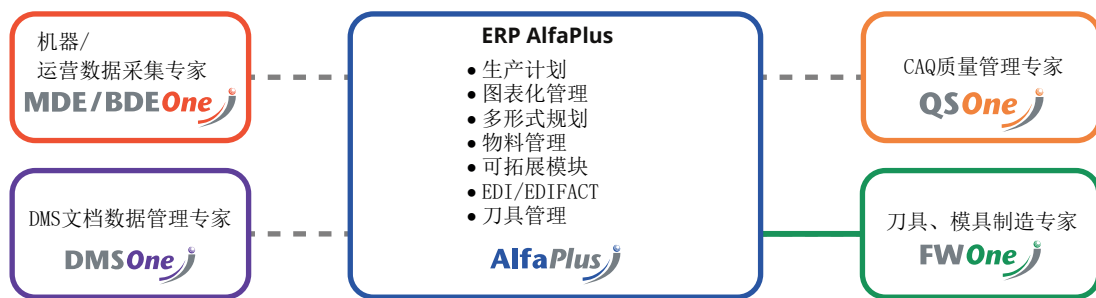 机器/
运营数据采集专家
MDE/BDEOne
DMS文档数据管理专家
DMSOne
ERP AlfaPlus
• 生产计划
• 图表化管理
• 多形式规划
• 物料管理
• 可拓展模块
• EDI/EDIFACT
• 刀具管理
AlfaPlus
CAQ质量管理专家
QSOne
刀具、模具制造专家
FWOne